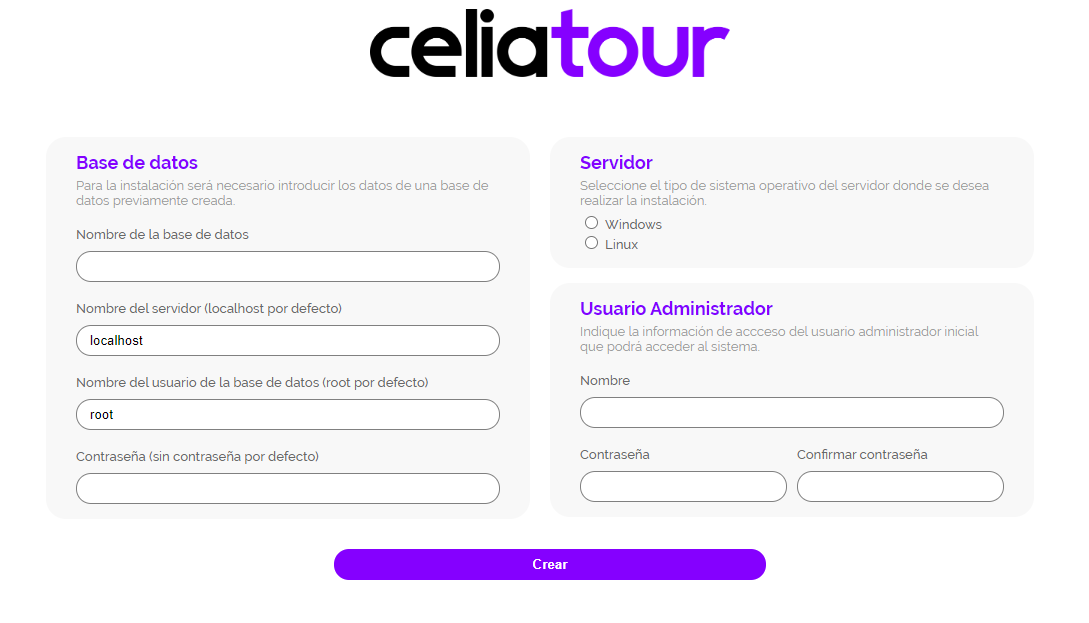 celiatour
Base de datos
Para la instalación será necesario introducir los datos de una base de
datos previamente creada.
Nombre de la base de datos
Nombre del servidor (localhost por defecto)
localhost
Nombre del usuario de la base de datos (root por defecto)
root
Contraseña (sin contraseña por defecto)
Servidor
Seleccione el tipo de sistema operativo del servidor donde se desea
realizar la instalación.
Windows
Linux
Usuario Administrador
Indique la información de accceso del usuario administrador inicial
que podrá acceder al sistema.
Nombre
Contraseña
Confirmar contraseña
Crear